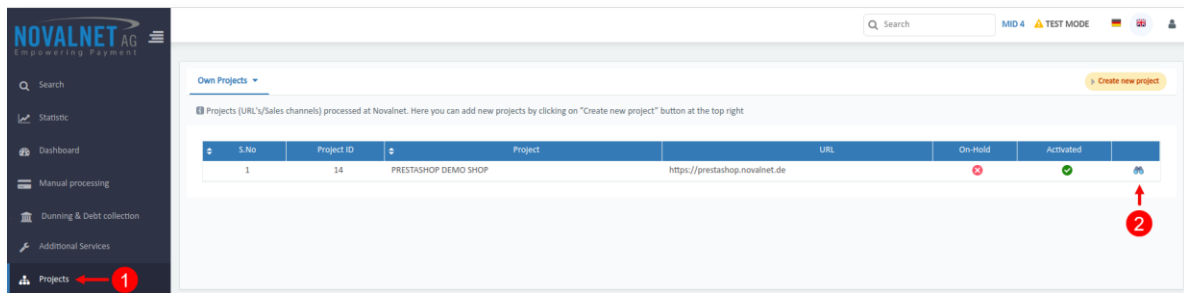 NOVALNET AG
Empowering Payment
Search
MID 4 TEST MODE
Search
Statistic
Dashboard
Manual processing
Dunning & Debt collection
Additional Services
Projects
1
Own Projects
Create new project
Projects (URL's/Sales channels) processed at Novalnet. Here you can add new projects by clicking on "Create new project" button at the top right
S.No Project ID Project URL On-Hold Activated
1 14 PRESTASHOP DEMO SHOP https://prestashop.novalnet.de
2